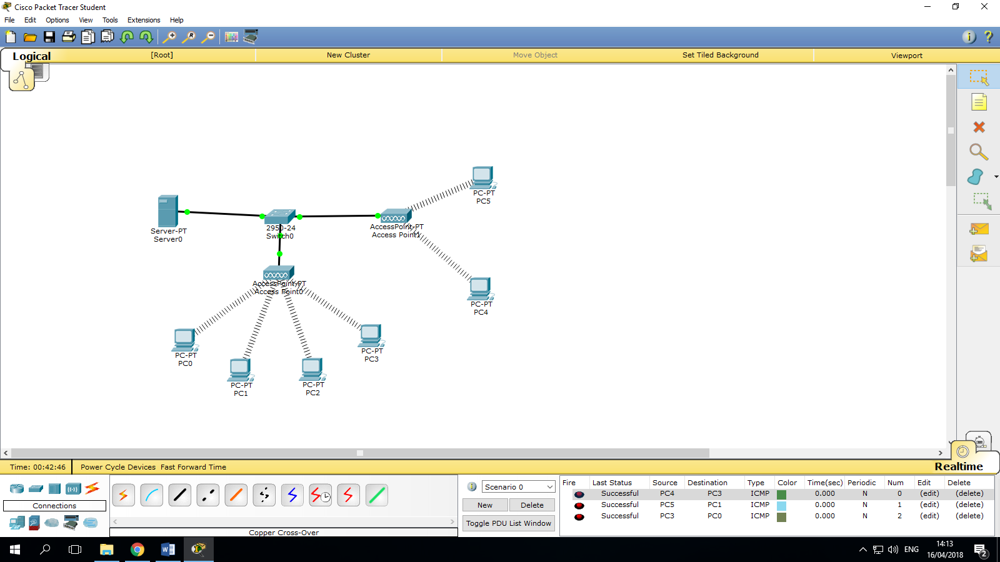 Cisco Packet Tracer Student
File Edit Options View Tools Extensions Help
Logical [Root] New Cluster Move Object Set Tiled Background Viewport
PC-PT
PC5
Server-PT
Server0
2950-24
Switch0
AccessPoint-PT
Access Point1
AccessPoint-PT
Access Point0
PC-PT
PC4
PC-PT
PC3
PC-PT
PC0
PC-PT
PC1
PC-PT
PC2
Time: 00:42:46 Power Cycle Devices Fast Forward Time Realtime
Connections
Copper Cross-Over
Scenario 0
New Delete
Toggle PDU List Window
Fire Last Status Source Destination Type Color Time(sec) Periodic Num Edit Delete
Successful PC4 PC3 ICMP 0.000 N 0 (edit) (delete)
Successful PC5 PC1 ICMP 0.000 N 1 (edit) (delete)
Successful PC3 PC0 ICMP 0.000 N 2 (edit) (delete)
ENG
14:13
16/04/2018
2